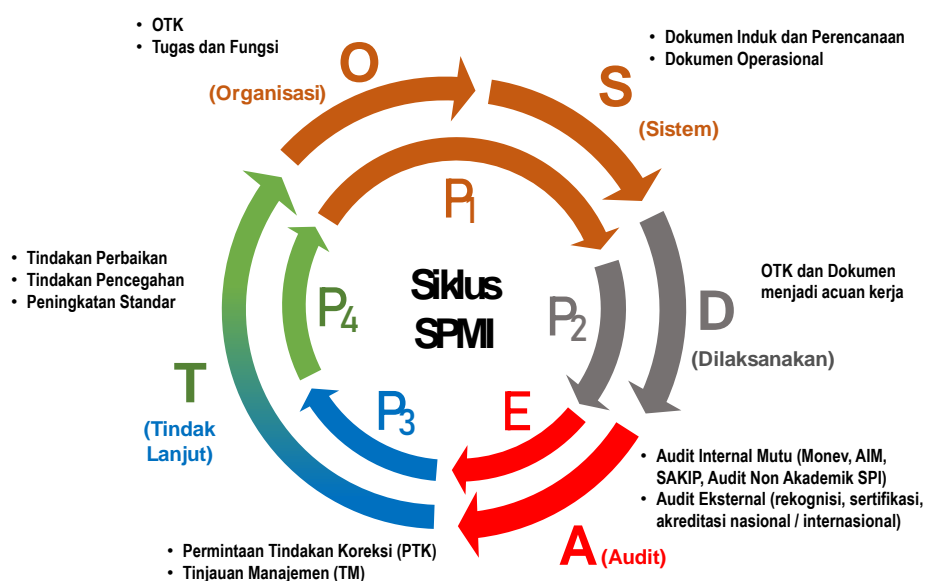 • OTK
• Tugas dan Fungsi
O
(Organisasi)
• Dokumen Induk dan Perencanaan
• Dokumen Operasional
S
(Sistem)
P1
• Tindakan Perbaikan
• Tindakan Pencegahan
• Peningkatan Standar
Siklus
SPMI
P4
P2
OTK dan Dokumen
menjadi acuan kerja
D
(Dilaksanakan)
T
(Tindak
Lanjut)
P3
E
• Audit Internal Mutu (Monev, AIM,
SAKIP, Audit Non Akademik SPI)
• Audit Eksternal (rekognisi, sertifikasi,
akreditasi nasional / internasional)
A (Audit)
• Permintaan Tindakan Koreksi (PTK)
• Tinjauan Manajemen (TM)